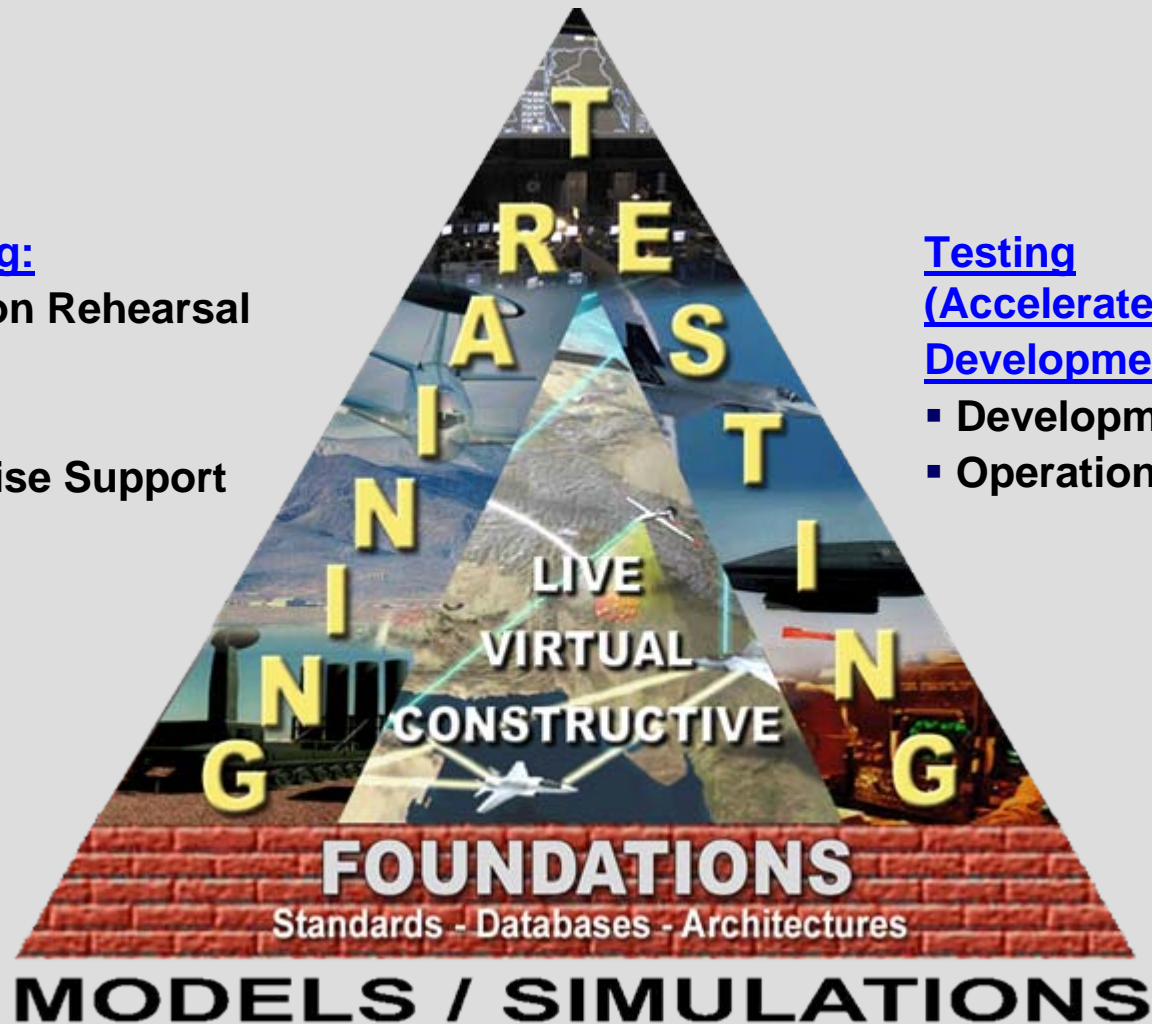 TRAINING
TESTING
g:
on Rehearsal
ise Support
Testing
(Accelerate
Developme
▪ Developm
▪ Operation
LIVE
VIRTUAL
CONSTRUCTIVE
FOUNDATIONS
Standards - Databases - Architectures
MODELS / SIMULATIONS